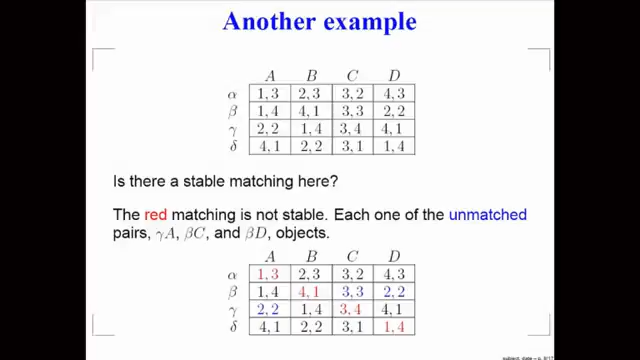 Another example
A B C D
α 1, 3 2, 3 3, 2 4, 3
β 1, 4 4, 1 3, 3 2, 2
γ 2, 2 1, 4 3, 4 4, 1
δ 4, 1 2, 2 3, 1 1, 4
Is there a stable matching here?
The red matching is not stable. Each one of the unmatched
pairs, γA, βC, and βD, objects.
A B C D
α 1, 3 2, 3 3, 2 4, 3
β 1, 4 4, 1 3, 3 2, 2
γ 2, 2 1, 4 3, 4 4, 1
δ 4, 1 2, 2 3, 1 1, 4
subject, date – p. 8/17